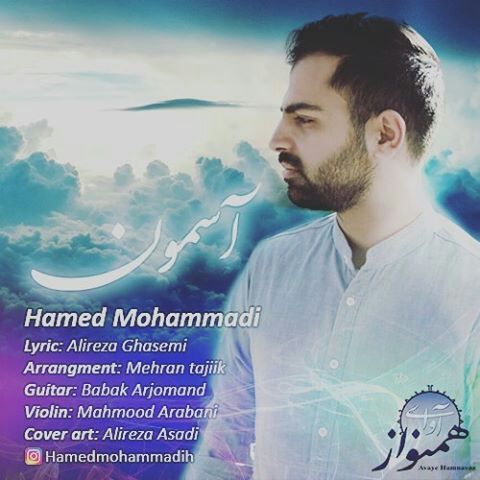 آسمون
Hamed Mohammadi
Lyric: Alireza Ghasemi
Arrangment: Mehran tajiik
Guitar: Babak Arjomand
Violin: Mahmood Arabani
Cover art: Alireza Asadi
Hamedmohammadih
آوای
همنواز
Avaye Hamnavaz